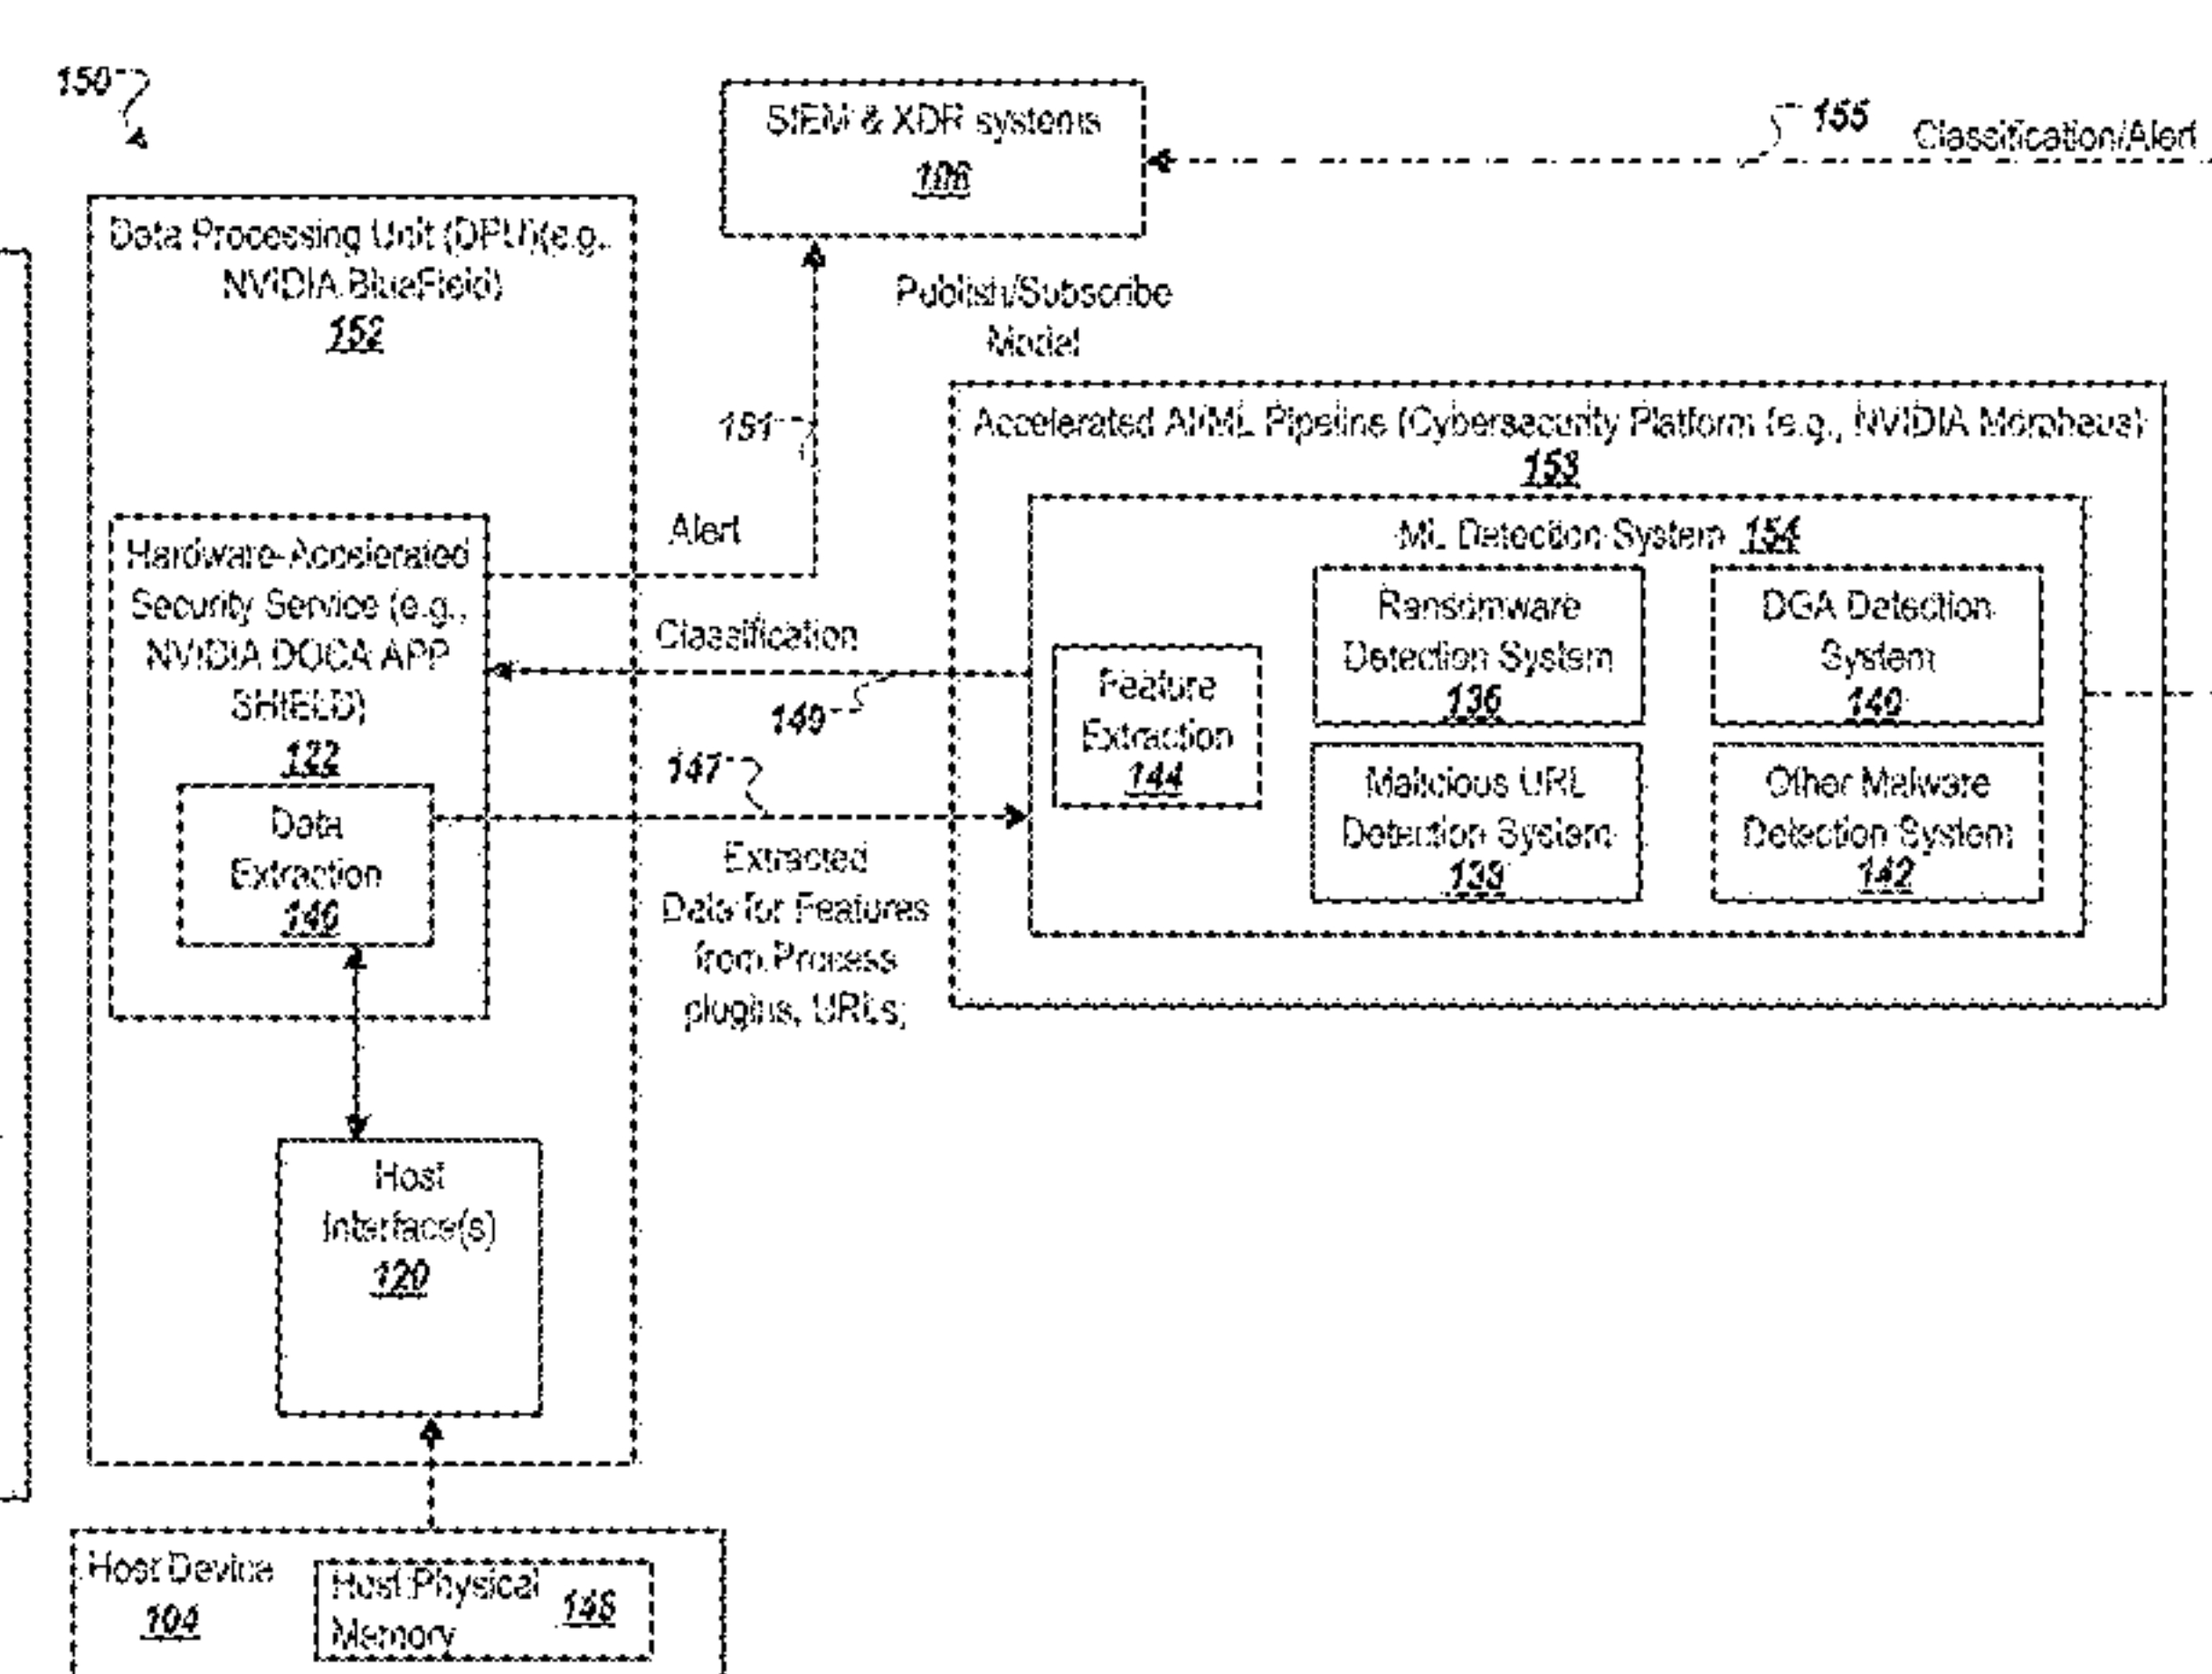 150
SIEM & XDR systems
106
155
Classification/Alert
Data Processing Unit (DPU)(e.g.,
NVIDIA BlueField)
152
Publish/Subscribe
Model
151
Accelerated AI/ML Pipeline (Cybersecurity Platform (e.g., NVIDIA Morpheus)
153
Alert
ML Detection System 154
Hardware-Accelerated
Security Service (e.g.,
NVIDIA DOCA APP
SHIELD)
122
Classification
149
Ransomware
Detection System
136
DGA Detection
System
140
Feature
Extraction
144
147
Malicious URL
Detection System
138
Other Malware
Detection System
142
Data
Extraction
146
Extracted
Data for Features
from Process
plugins, URLs,
Host
Interface(s)
120
Host Device
104
Host Physical
Memory
148